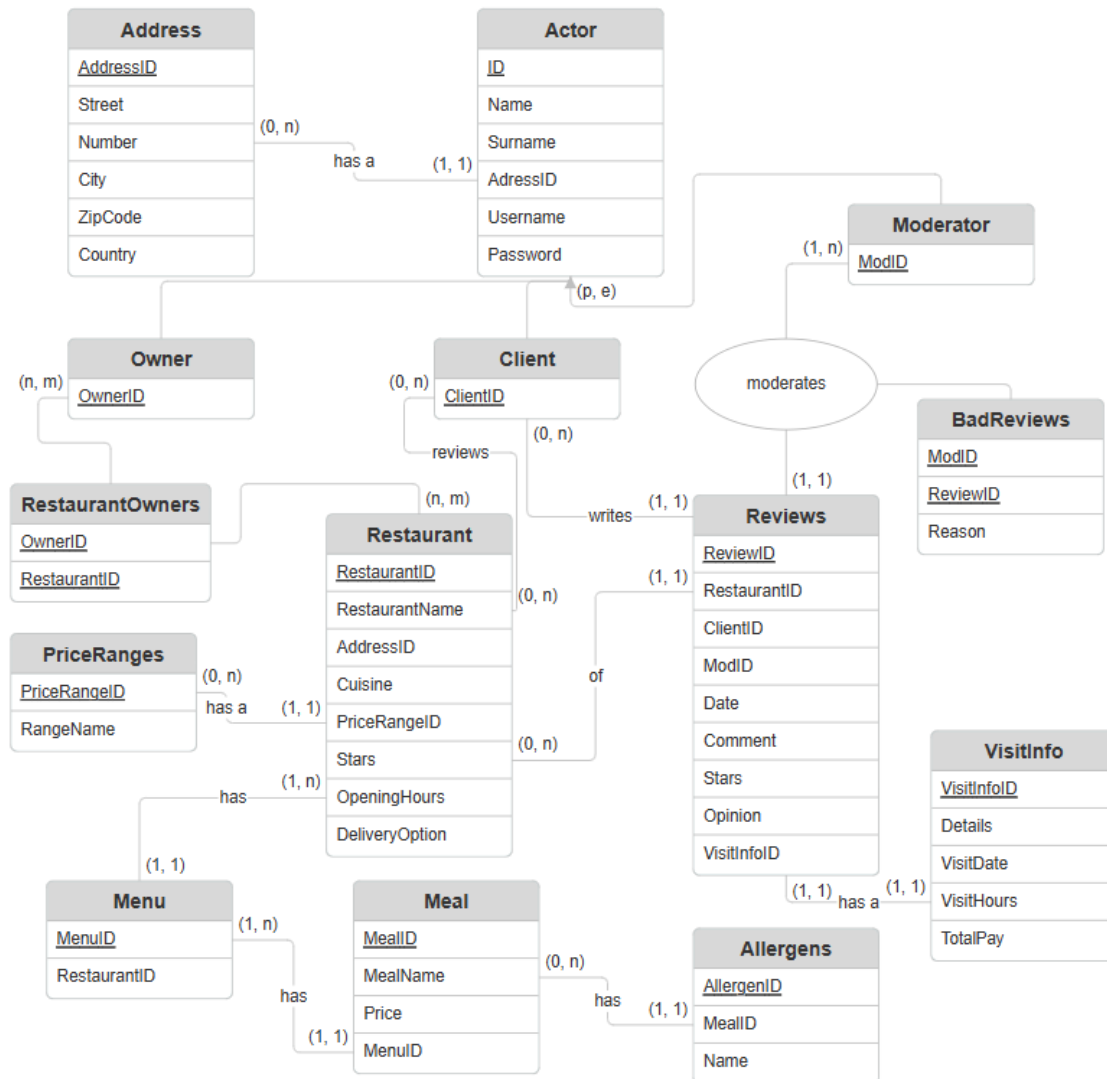 Address
AddressID
Street
Number
City
ZipCode
Country
(0, n)
has a
(1, 1)
Actor
ID
Name
Surname
AdressID
Username
Password
(p, e)
Moderator
ModID
(1, n)
moderates
(1, 1)
BadReviews
ModID
ReviewID
Reason
Owner
OwnerID
(n, m)
Client
ClientID
(0, n)
reviews
(0, n)
(0, n)
writes
(1, 1)
RestaurantOwners
OwnerID
RestaurantID
(n, m)
Restaurant
RestaurantID
RestaurantName
AddressID
Cuisine
PriceRangeID
Stars
OpeningHours
DeliveryOption
Reviews
ReviewID
RestaurantID
ClientID
ModID
Date
Comment
Stars
Opinion
VisitInfoID
(1, 1)
of
(0, n)
PriceRanges
PriceRangeID
RangeName
(0, n)
has a
(1, 1)
(1, n)
has
(1, 1)
VisitInfo
VisitInfoID
Details
VisitDate
VisitHours
TotalPay
(1, 1)
has a
(1, 1)
Menu
MenuID
RestaurantID
(1, n)
has
(1, 1)
Meal
MealID
MealName
Price
MenuID
(0, n)
has
(1, 1)
Allergens
AllergenID
MealID
Name